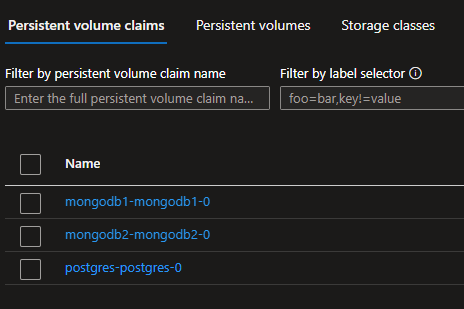 Persistent volume claims Persistent volumes Storage classes
Filter by persistent volume claim name Filter by label selector
Enter the full persistent volume claim na... foo=bar,key!=value
Name
mongodb1-mongodb1-0
mongodb2-mongodb2-0
postgres-postgres-0